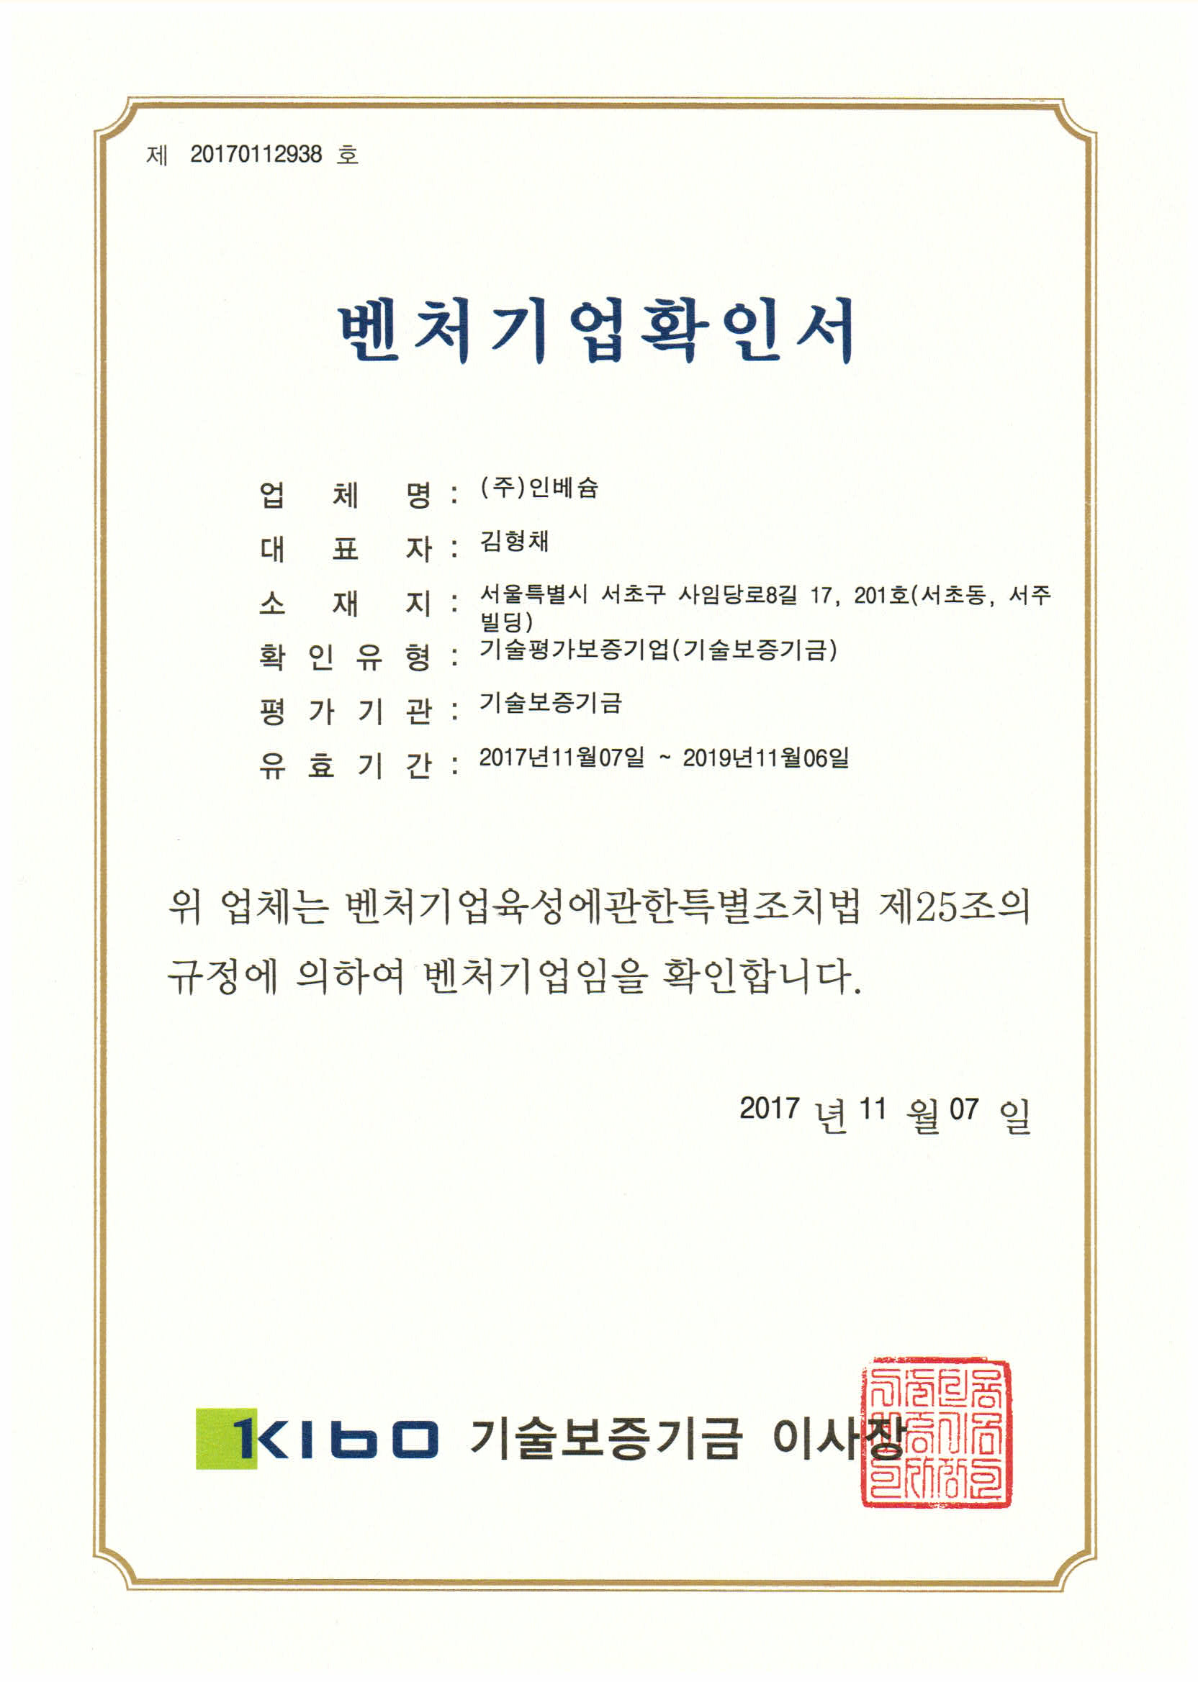 제 20170112938 호
벤처기업확인서
업 체 명 : (주)인베슘
대 표 자 : 김형채
소 재 지 : 서울특별시 서초구 사임당로8길 17, 201호(서초동, 서주
빌딩)
확 인 유 형 : 기술평가보증기업(기술보증기금)
평 가 기 관 : 기술보증기금
유 효 기 간 : 2017년11월07일 ~ 2019년11월06일
위 업체는 벤처기업육성에관한특별조치법 제25조의
규정에 의하여 벤처기업임을 확인합니다.
2017 년 11 월 07 일
KIBO 기술보증기금 이사장